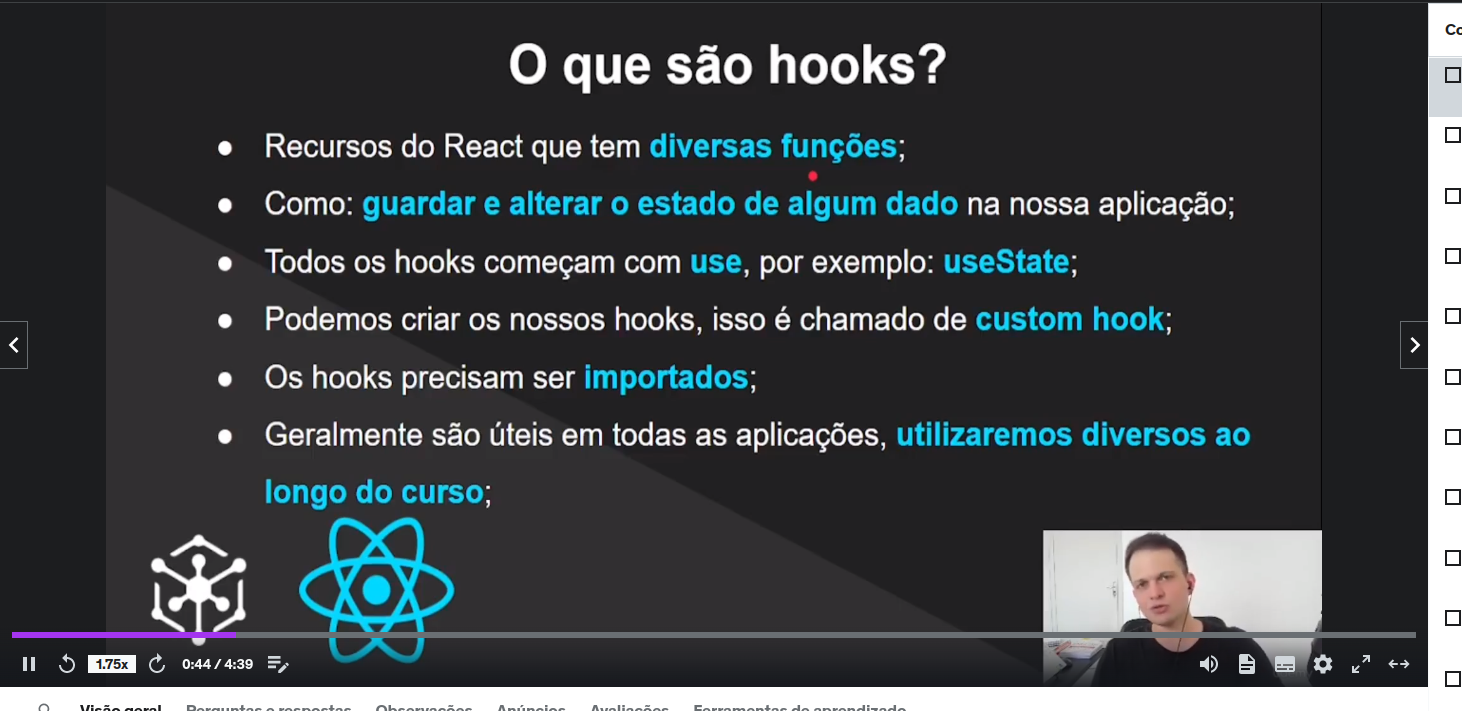 O que são hooks?
Co
● Recursos do React que tem diversas funções;
● Como: guardar e alterar o estado de algum dado na nossa aplicação;
● Todos os hooks começam com use, por exemplo: useState;
● Podemos criar os nossos hooks, isso é chamado de custom hook;
● Os hooks precisam ser importados;
● Geralmente são úteis em todas as aplicações, utilizaremos diversos ao
longo do curso;
1.75x 0:44 / 4:39
Visão geral Perguntas e respostas Observações Anúncios Avaliações Ferramentas de aprendizado